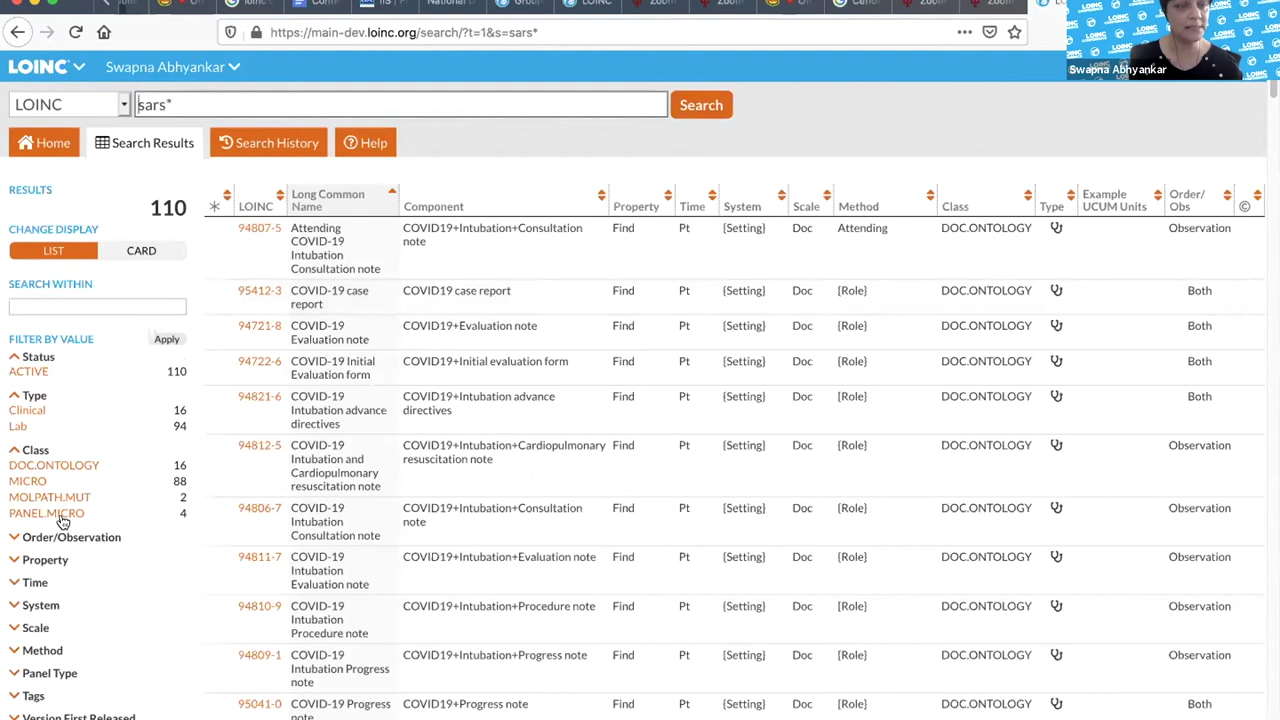 https://main-dev.loinc.org/search/?t=1&s=sars*
Swapna Abhyankar
LOINC Swapna Abhyankar
LOINC sars* Search
Home Search Results Search History Help
RESULTS
110
CHANGE DISPLAY
LIST CARD
SEARCH WITHIN
FILTER BY VALUE Apply
Status
ACTIVE 110
Type
Clinical 16
Lab 94
Class
DOC.ONTOLOGY 16
MICRO 88
MOLPATH.MUT 2
PANEL.MICRO 4
Order/Observation
Property
Time
System
Scale
Method
Panel Type
Tags
Version First Released
LOINC Long Common Name Component Property Time System Scale Method Class Type Example UCUM Units Order/ Obs ©
94807-5 Attending COVID19+Intubation+Consultation Find Pt {Setting} Doc Attending DOC.ONTOLOGY Observation
COVID-19 note
Intubation
Consultation note
95412-3 COVID-19 case COVID19 case report Find Pt {Setting} Doc {Role} DOC.ONTOLOGY Both
report
94721-8 COVID-19 COVID19+Evaluation note Find Pt {Setting} Doc {Role} DOC.ONTOLOGY Both
Evaluation note
94722-6 COVID-19 Initial COVID19+Initial evaluation form Find Pt {Setting} Doc {Role} DOC.ONTOLOGY Both
Evaluation form
94821-6 COVID-19 COVID19+Intubation advance Find Pt {Setting} Doc {Role} DOC.ONTOLOGY Both
Intubation advance directives
directives
94812-5 COVID-19 COVID19+Intubation+Cardiopulmonary Find Pt {Setting} Doc {Role} DOC.ONTOLOGY Observation
Intubation and resuscitation note
Cardiopulmonary
resuscitation note
94806-7 COVID-19 COVID19+Intubation+Consultation Find Pt {Setting} Doc {Role} DOC.ONTOLOGY Observation
Intubation note
Consultation note
94811-7 COVID-19 COVID19+Intubation+Evaluation note Find Pt {Setting} Doc {Role} DOC.ONTOLOGY Observation
Intubation
Evaluation note
94810-9 COVID-19 COVID19+Intubation+Procedure note Find Pt {Setting} Doc {Role} DOC.ONTOLOGY Observation
Intubation
Procedure note
94809-1 COVID-19 COVID19+Intubation+Progress note Find Pt {Setting} Doc {Role} DOC.ONTOLOGY Observation
Intubation Progress
note
95041-0 COVID-19 Progress COVID19+Progress note Find Pt {Setting} Doc {Role} DOC.ONTOLOGY Both
note